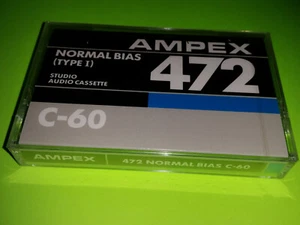 AMPEX
NORMAL BIAS
(TYPE I)
472
STUDIO
AUDIO CASSETTE
C-60
AMPEX 472 NORMAL BIAS C-60